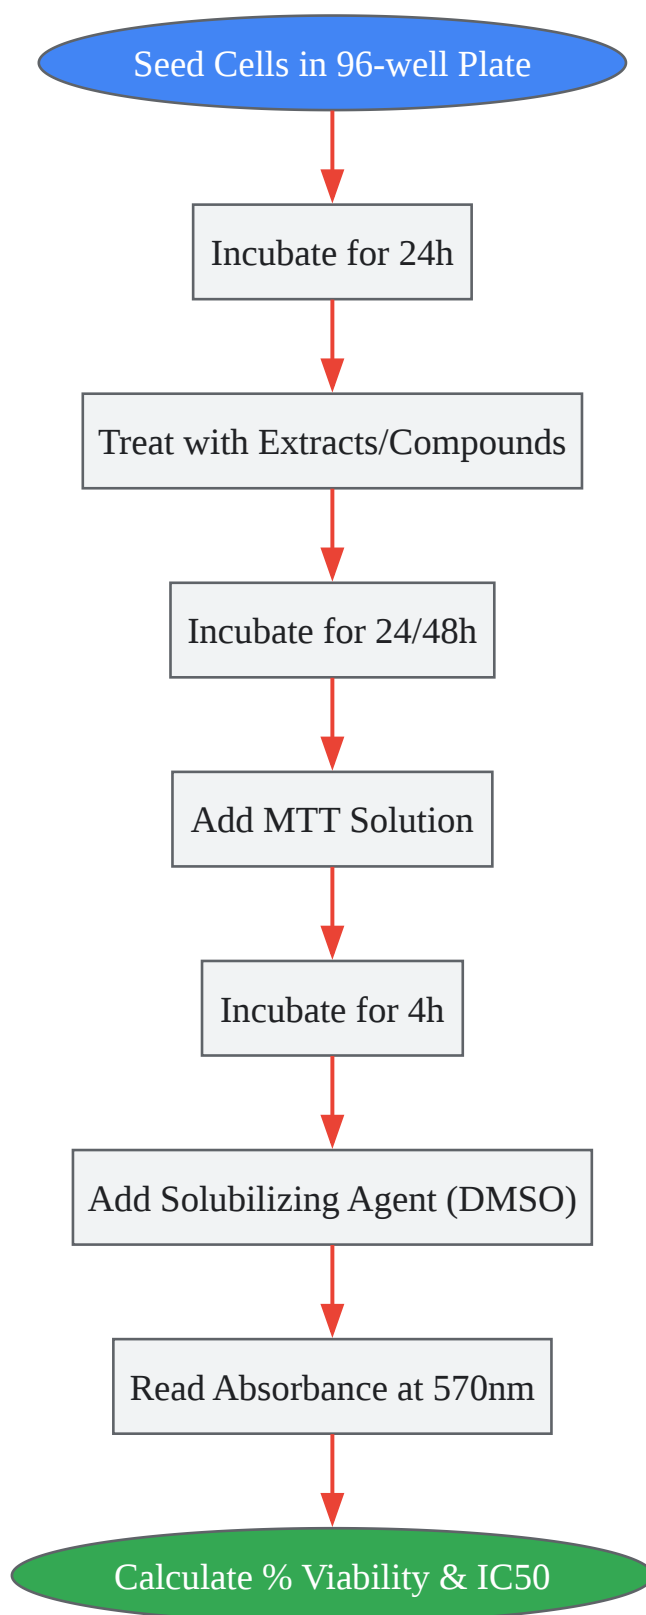 Seed Cells in 96-well Plate
Incubate for 24h
Treat with Extracts/Compounds
Incubate for 24/48h
Add MTT Solution
Incubate for 4h
Add Solubilizing Agent (DMSO)
Read Absorbance at 570nm
Calculate % Viability & IC50